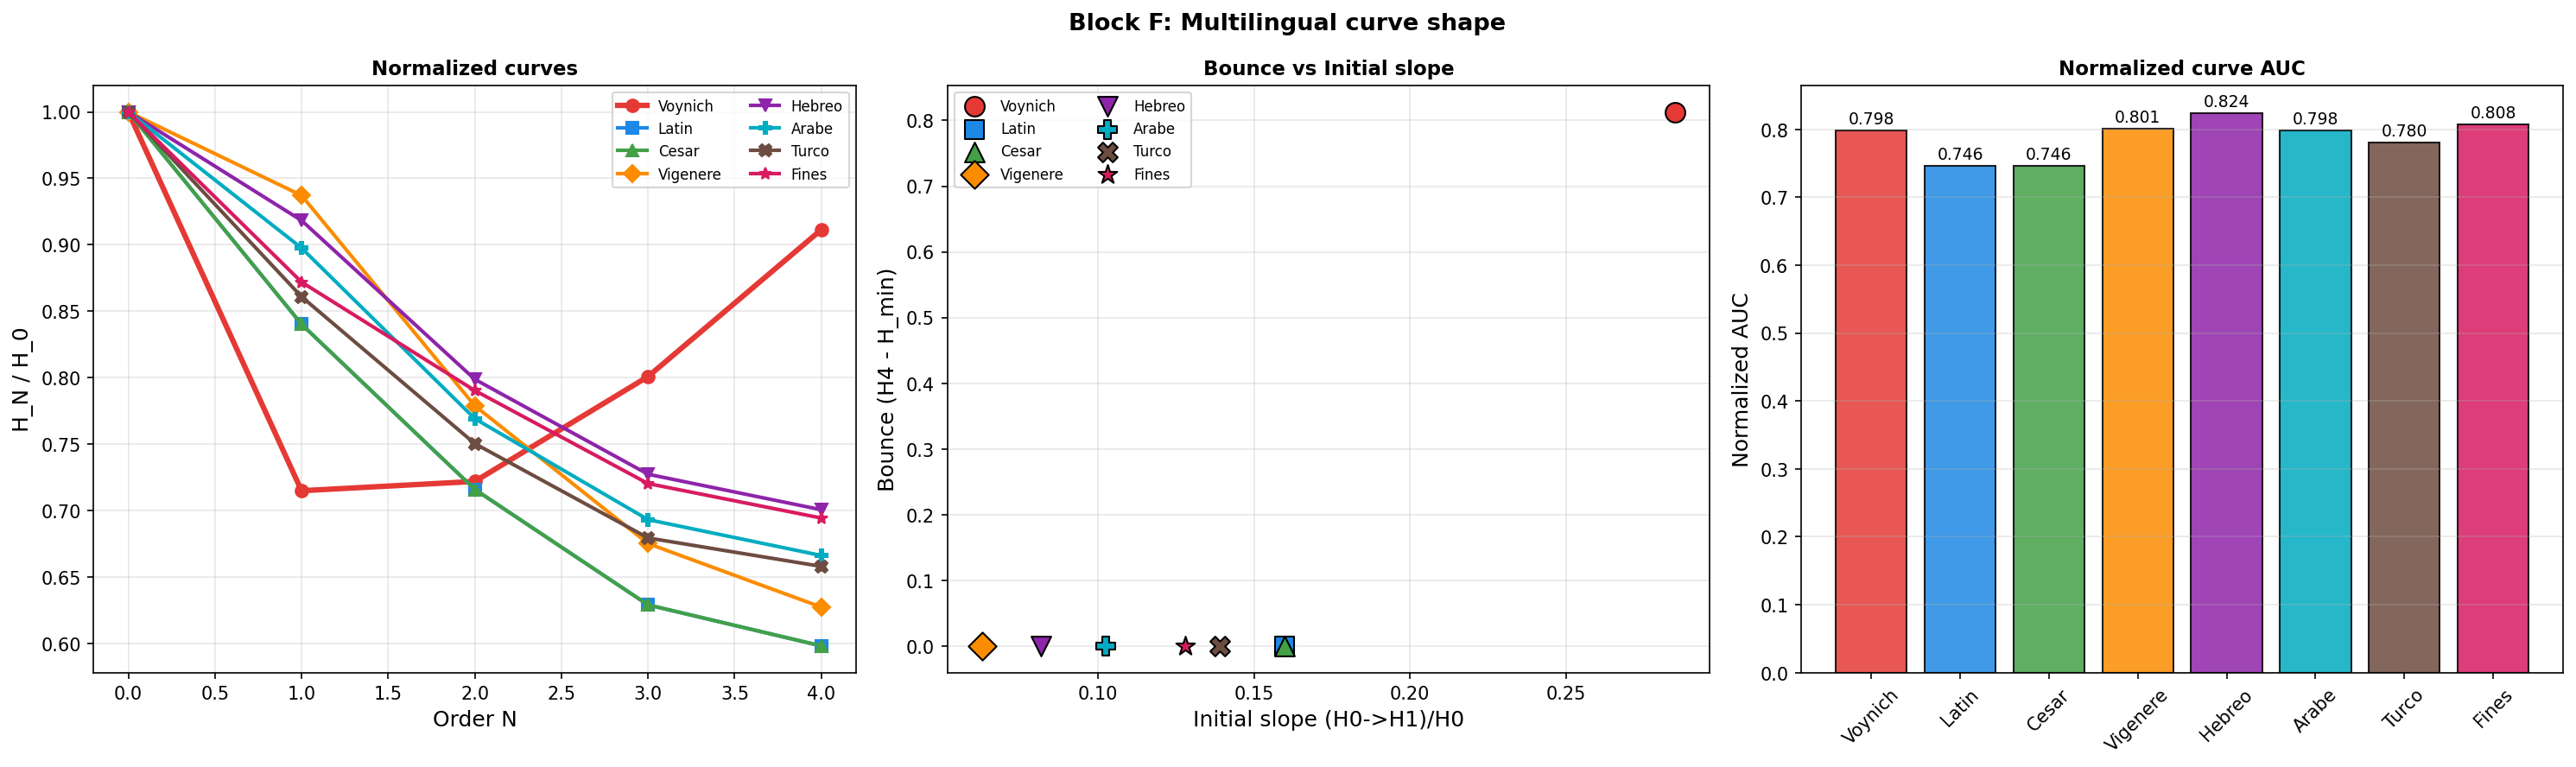 Block F: Multilingual curve shape
Normalized curves
H_N / H_0
1.00
0.95
0.90
0.85
0.80
0.75
0.70
0.65
0.60
Voynich
Latin
Cesar
Vigenere
Hebreo
Arabe
Turco
Fines
0.0 0.5 1.0 1.5 2.0 2.5 3.0 3.5 4.0
Order N
Bounce vs Initial slope
Bounce (H4 - H_min)
0.8
0.7
0.6
0.5
0.4
0.3
0.2
0.1
0.0
Voynich
Latin
Cesar
Vigenere
Hebreo
Arabe
Turco
Fines
0.10 0.15 0.20 0.25
Initial slope (H0->H1)/H0
Normalized curve AUC
Normalized AUC
0.8
0.7
0.6
0.5
0.4
0.3
0.2
0.1
0.0
0.798 0.746 0.746 0.801 0.824 0.798 0.780 0.808
Voynich Latin Cesar Vigenere Hebreo Arabe Turco Fines